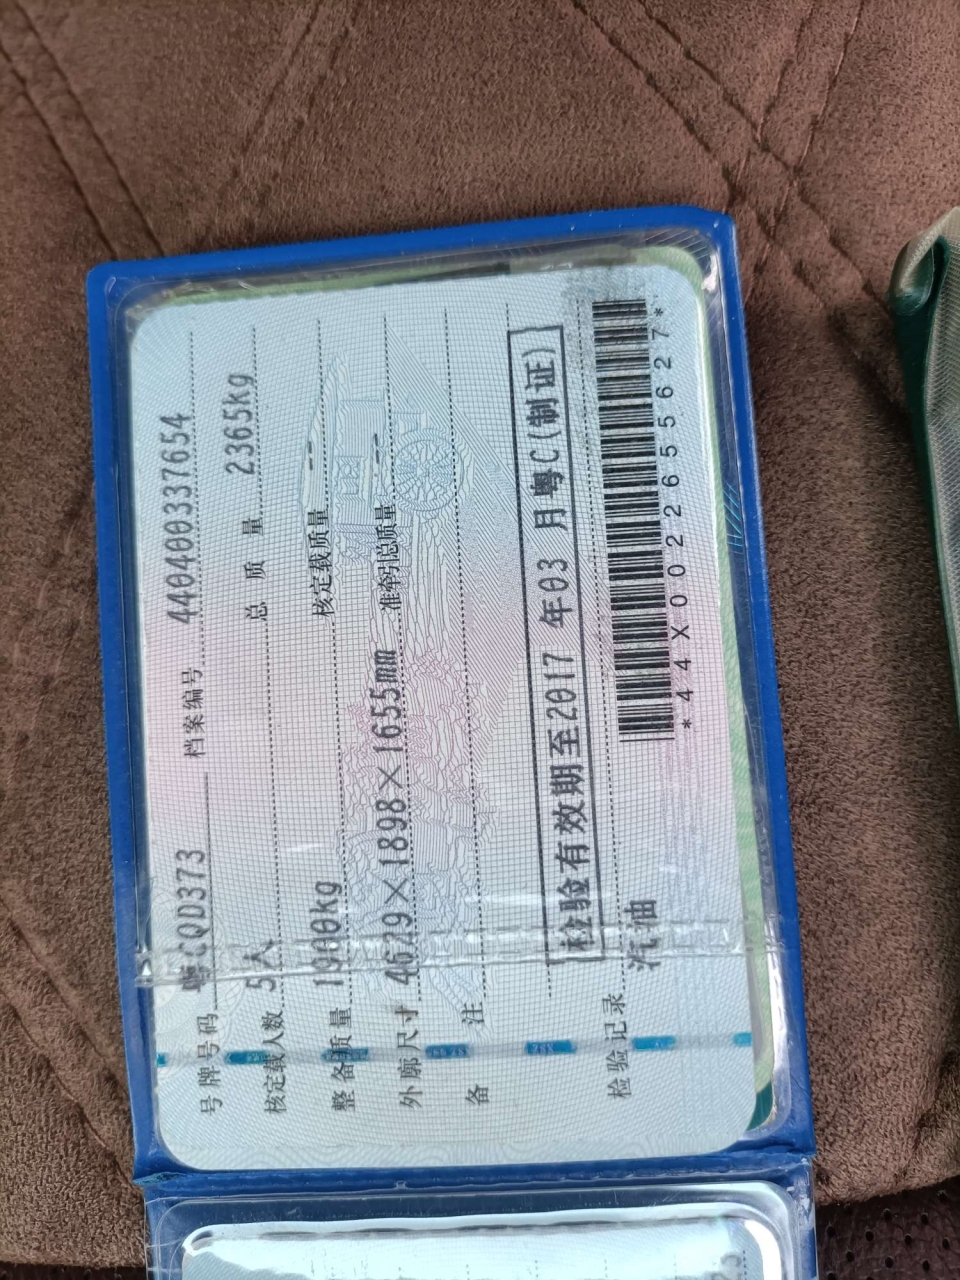 号牌号码 粤CQD373 档案编号 440400337654
核定载人数 5人 总质量 2365kg
整备质量 1900kg 核定载质量 --
外廓尺寸 4629×1898×1655mm 准牵引总质量 --
备注
检验有效期至2017年03月粤C(制证)
检验记录
汽油
*44X0022655627*